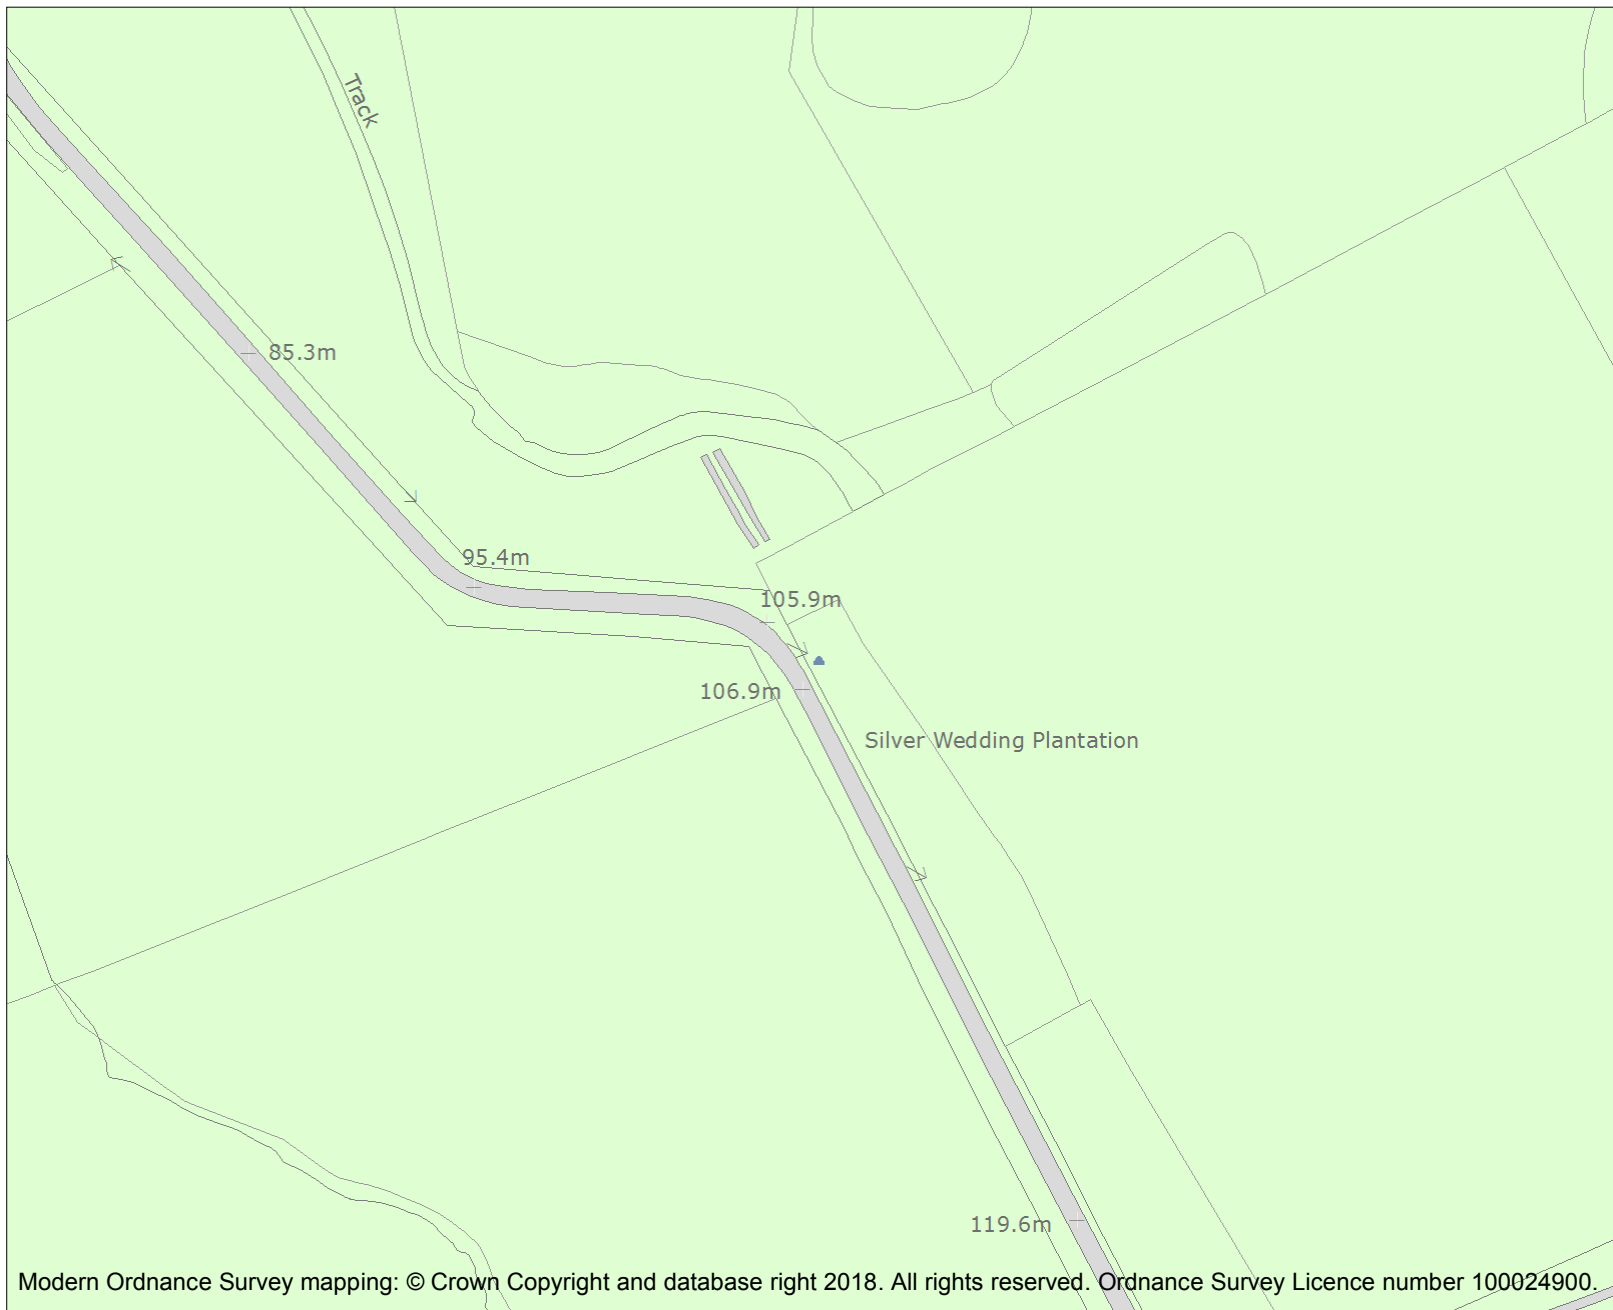 Track
85.3m
95.4m
105.9m
106.9m
Silver Wedding Plantation
119.6m
Modern Ordnance Survey mapping: © Crown Copyright and database right 2018. All rights reserved. Ordnance Survey Licence number 100024900.